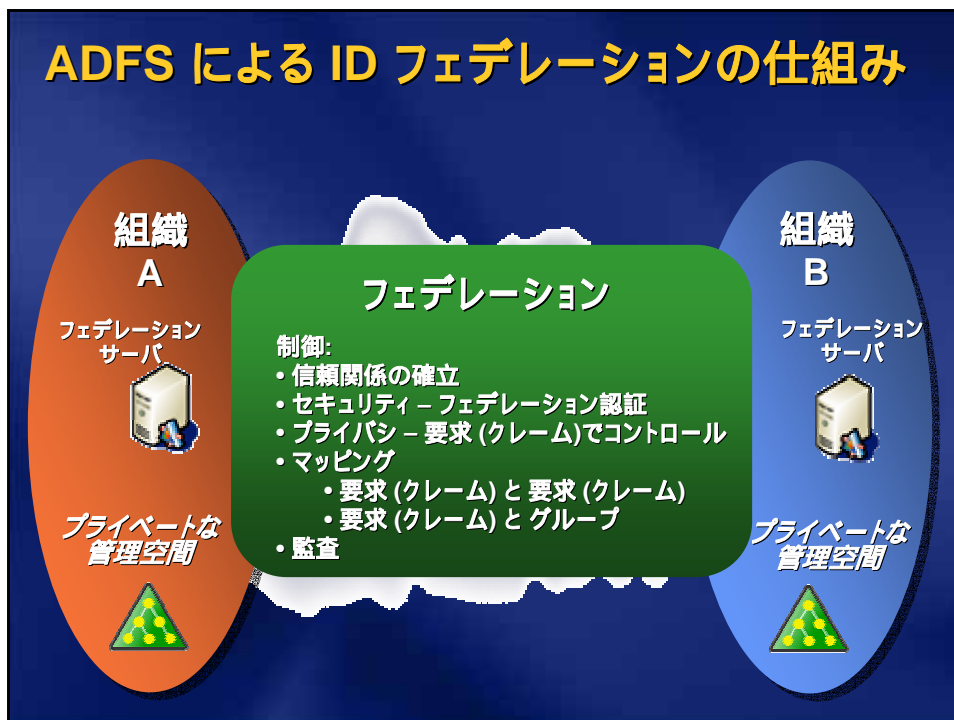 ADFS による ID フェデレーションの仕組み
組織
A
フェデレーション
サーバ
プライベートな
管理空間
フェデレーション
制御:
• 信頼関係の確立
• セキュリティ – フェデレーション認証
• プライバシ – 要求 (クレーム)でコントロール
• マッピング
• 要求 (クレーム) と 要求 (クレーム)
• 要求 (クレーム) と グループ
• 監査
組織
B
フェデレーション
サーバ
プライベートな
管理空間